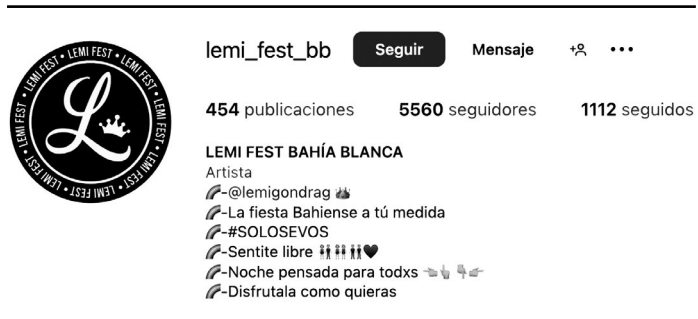 LEMI FEST • LEMI FEST • LEMI FEST • LEMI FEST • LEMI FEST • LEMI FEST • LEMI FEST •
L
lemi_fest_bb Seguir Mensaje
454 publicaciones 5560 seguidores 1112 seguidos
LEMI FEST BAHÍA BLANCA
Artista
🌈-@lemigondrag 👑
🌈-La fiesta Bahiense a tú medida
🌈-#SOLOSEVOS
🌈-Sentite libre 👫👭👬🖤
🌈-Noche pensada para todxs 👈👆👇👉
🌈-Disfrutala como quieras